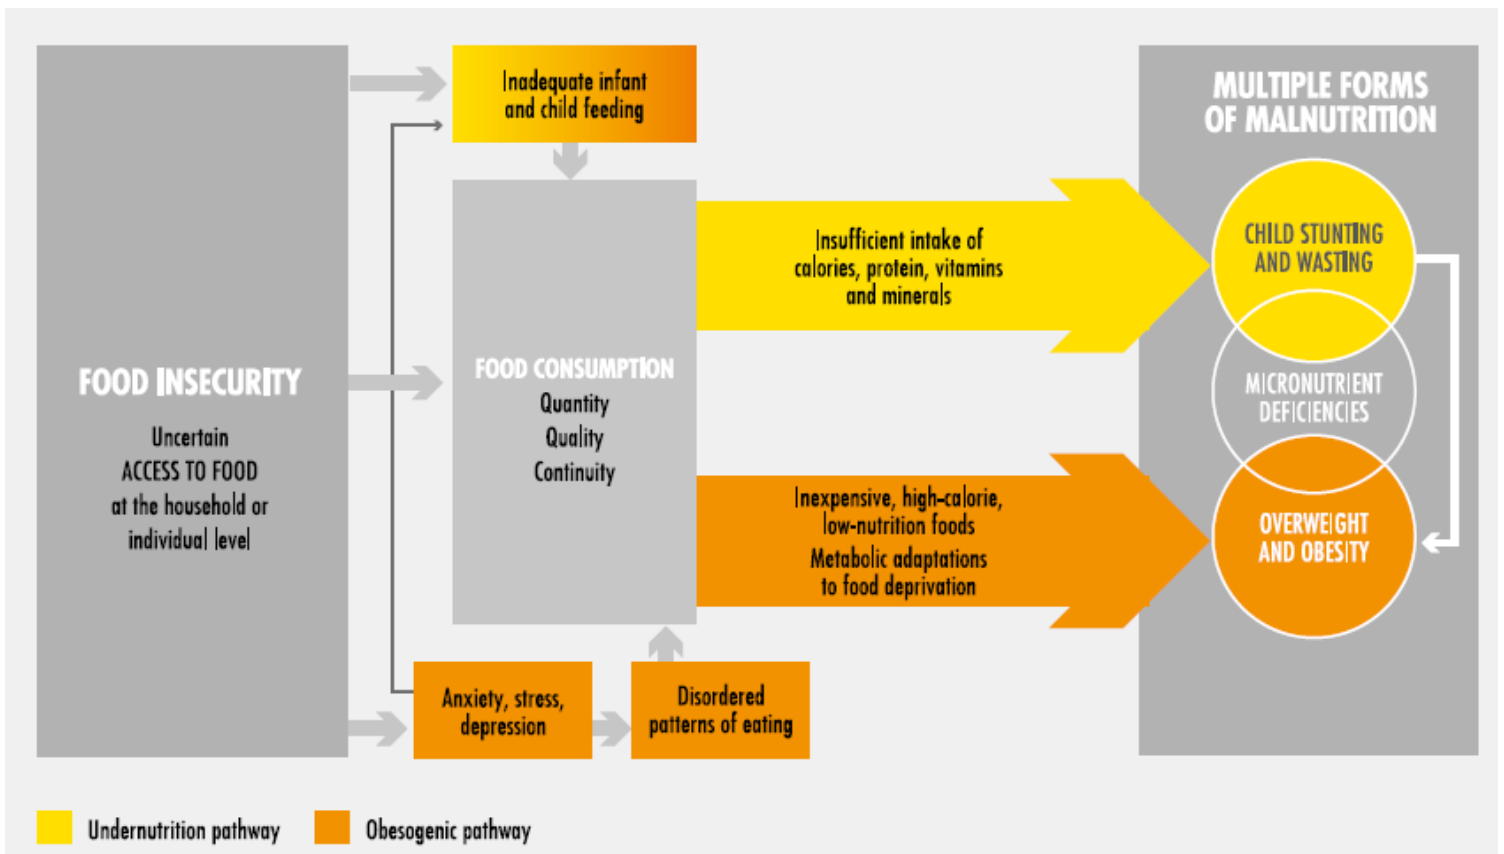 FOOD INSECURITY
Uncertain
ACCESS TO FOOD
at the household or
individual level
Inadequate infant
and child feeding
FOOD CONSUMPTION
Quantity
Quality
Continuity
Anxiety, stress,
depression
Disordered
patterns of eating
Insufficient intake of
calories, protein, vitamins
and minerals
Inexpensive, high-calorie,
low-nutrition foods
Metabolic adaptations
to food deprivation
MULTIPLE FORMS
OF MALNUTRITION
CHILD STUNTING
AND WASTING
MICRONUTRIENT
DEFICIENCIES
OVERWEIGHT
AND OBESITY
Undernutrition pathway
Obesogenic pathway